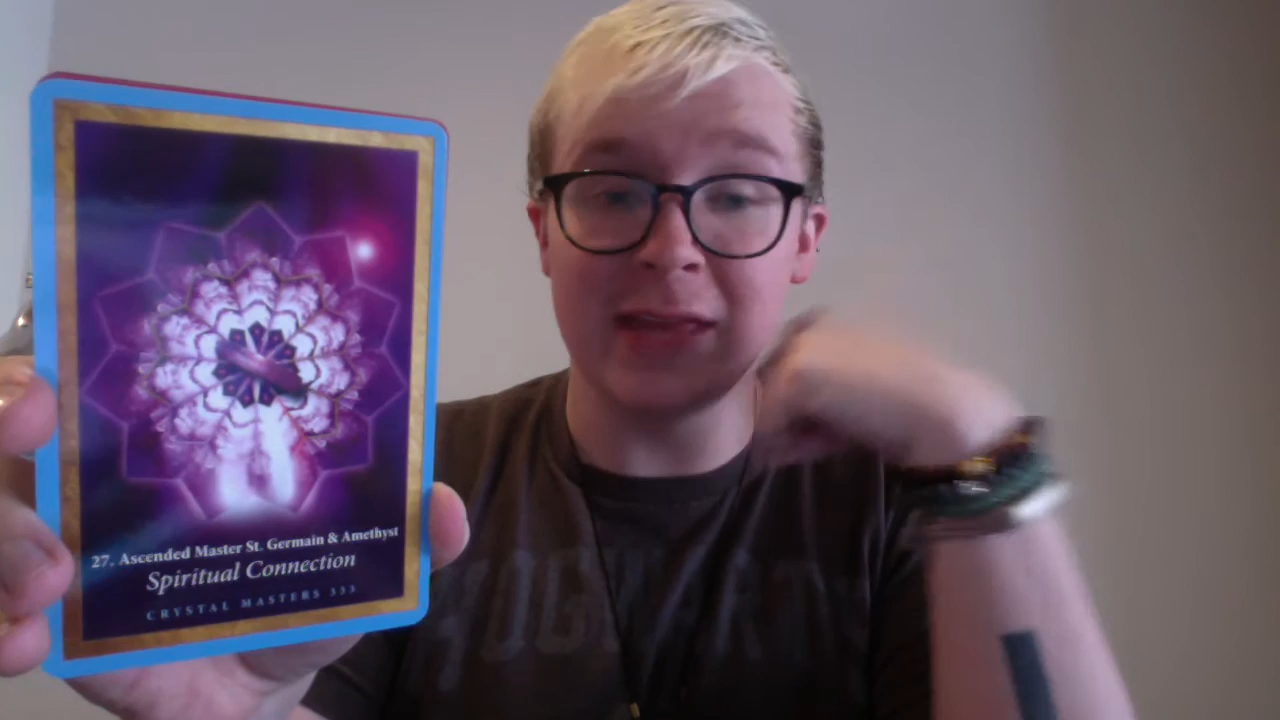 27. Ascended Master St. Germain & Amethyst
Spiritual Connection
CRYSTAL MASTERS 333